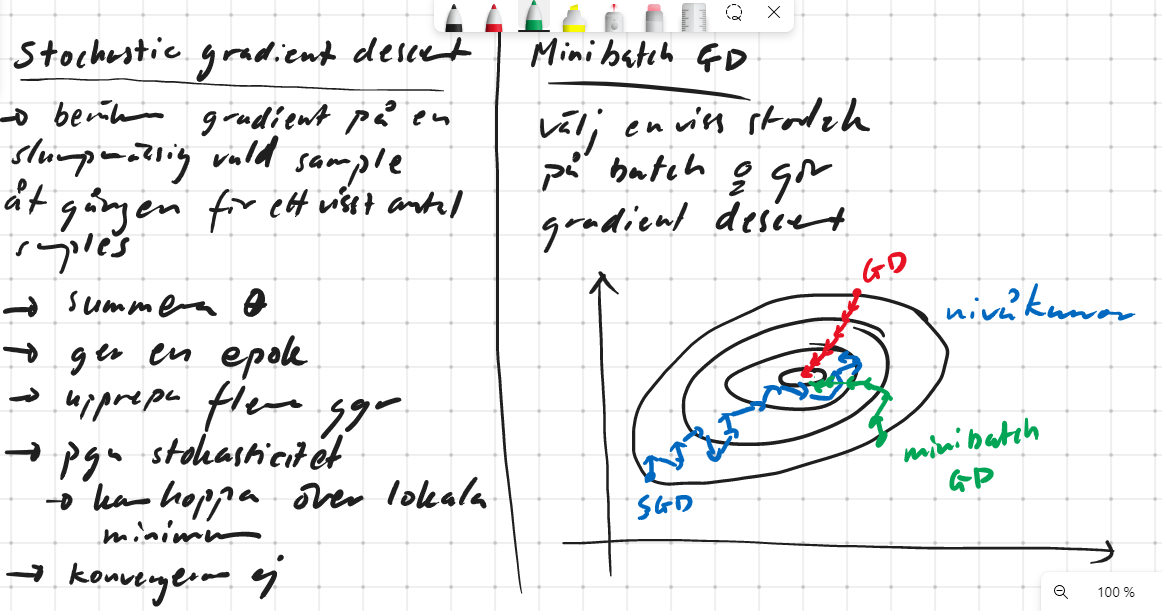 Stochastic gradient descent
→ beräkna gradient på en
slumpmässig vald sample
åt gången för ett visst antal
samples
→ summera θ
→ ger en epok
→ upprepa flera ggr
→ pga stokasticitet
→ kan hoppa över lokala
minimum
→ konvergerar ej
Minibatch GD
välj en viss storlek
på batch & gör
gradient descent
GD
nivåkurvor
minibatch
GD
SGD
100 %